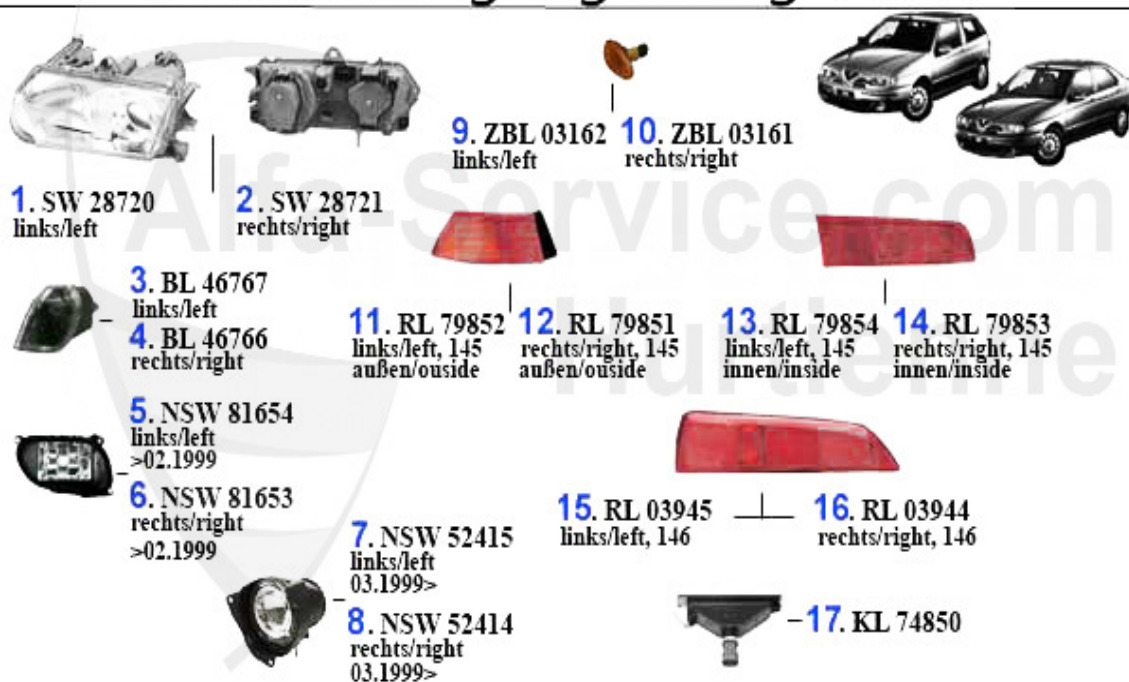 1. SW 28720
links/left
2. SW 28721
rechts/right
9. ZBL 03162
links/left
10. ZBL 03161
rechts/right
Alfa-Service.com
Hurtienne
3. BL 46767
links/left
4. BL 46766
rechts/right
11. RL 79852
links/left, 145
außen/ouside
12. RL 79851
rechts/right, 145
außen/ouside
13. RL 79854
links/left, 145
innen/inside
14. RL 79853
rechts/right, 145
innen/inside
5. NSW 81654
links/left
>02.1999
6. NSW 81653
rechts/right
>02.1999
15. RL 03945
links/left, 146
16. RL 03944
rechts/right, 146
7. NSW 52415
links/left
03.1999>
8. NSW 52414
rechts/right
03.1999>
17. KL 74850